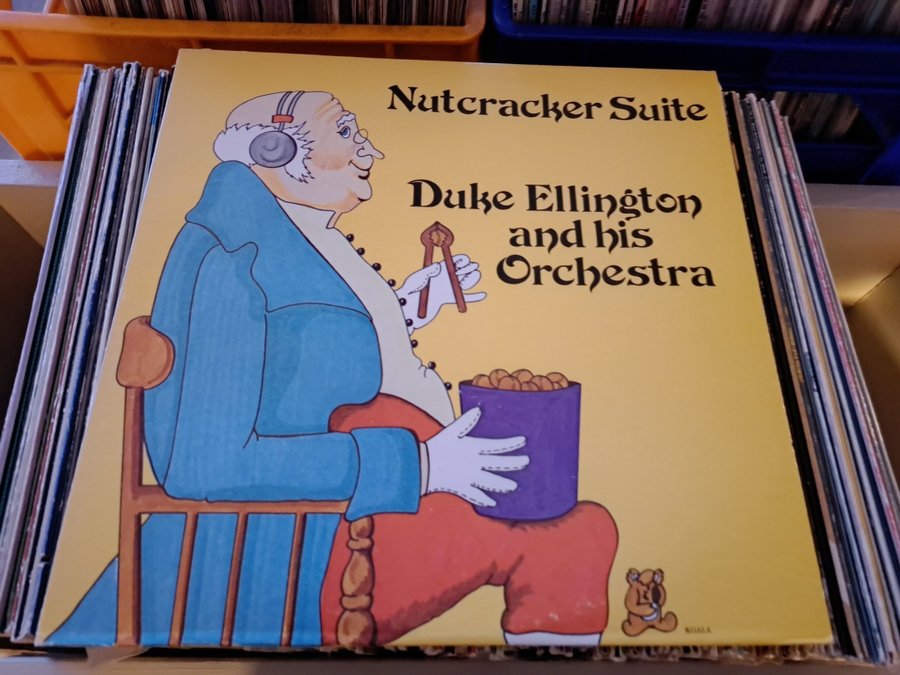 Nutcracker Suite
Duke Ellington
and his
Orchestra
KOALA